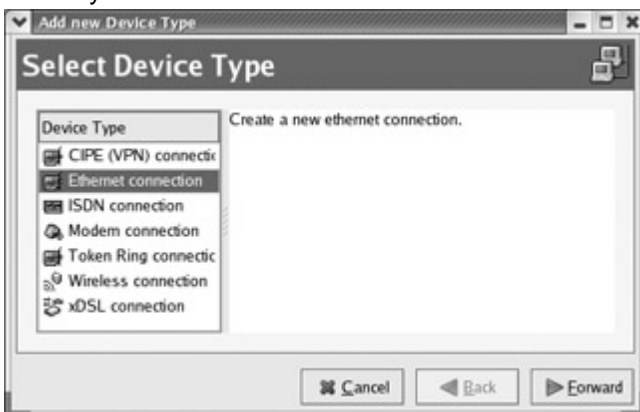 Add new Device Type
Select Device Type
Device Type
CIPE (VPN) connectic
Ethernet connection
ISDN connection
Modem connection
Token Ring connectic
Wireless connection
xDSL connection
Create a new ethernet connection.
Cancel
Back
Forward